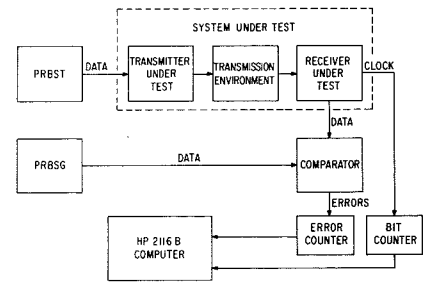 SYSTEM UNDER TEST
PRBST
DATA
TRANSMITTER
UNDER
TEST
TRANSMISSION
ENVIRONMENT
RECEIVER
UNDER
TEST
CLOCK
DATA
PRBSG
DATA
COMPARATOR
ERRORS
HP 2116 B
COMPUTER
ERROR
COUNTER
BIT
COUNTER